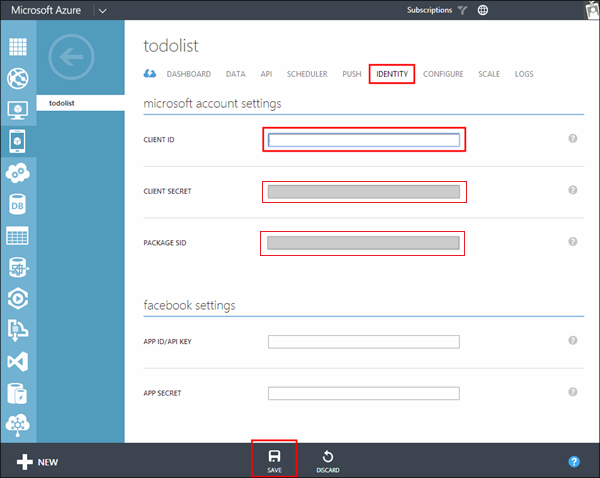 Microsoft Azure
Subscriptions
todolist
DASHBOARD DATA API SCHEDULER PUSH IDENTITY CONFIGURE SCALE LOGS
todolist
microsoft account settings
CLIENT ID
?
CLIENT SECRET
?
DB
PACKAGE SID
?
facebook settings
APP ID/API KEY
?
APP SECRET
?
NEW
SAVE
DISCARD
?